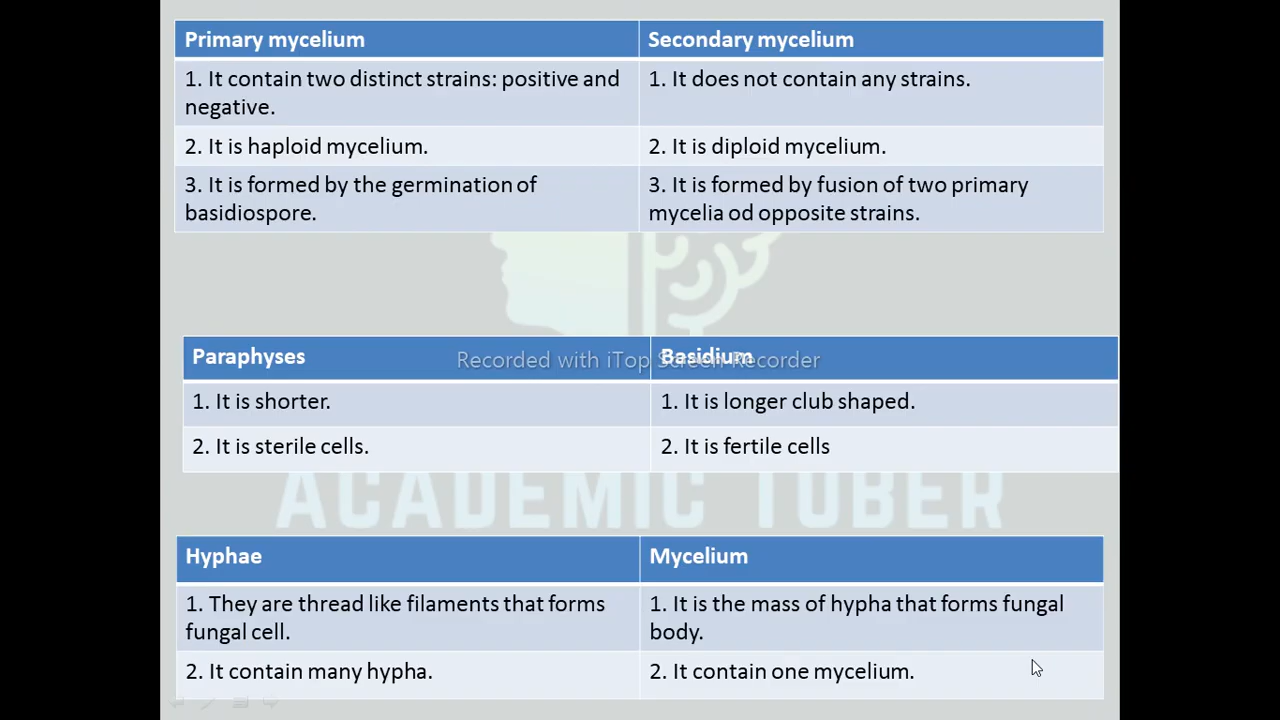 Primary mycelium
Secondary mycelium
1. It contain two distinct strains: positive and
negative.
1. It does not contain any strains.
2. It is haploid mycelium.
2. It is diploid mycelium.
3. It is formed by the germination of
basidiospore.
3. It is formed by fusion of two primary
mycelia od opposite strains.
Paraphyses
Basidium
Recorded with iTop Screen Recorder
1. It is shorter.
1. It is longer club shaped.
2. It is sterile cells.
2. It is fertile cells
ACADEMIC TUBER
Hyphae
Mycelium
1. They are thread like filaments that forms
fungal cell.
1. It is the mass of hypha that forms fungal
body.
2. It contain many hypha.
2. It contain one mycelium.